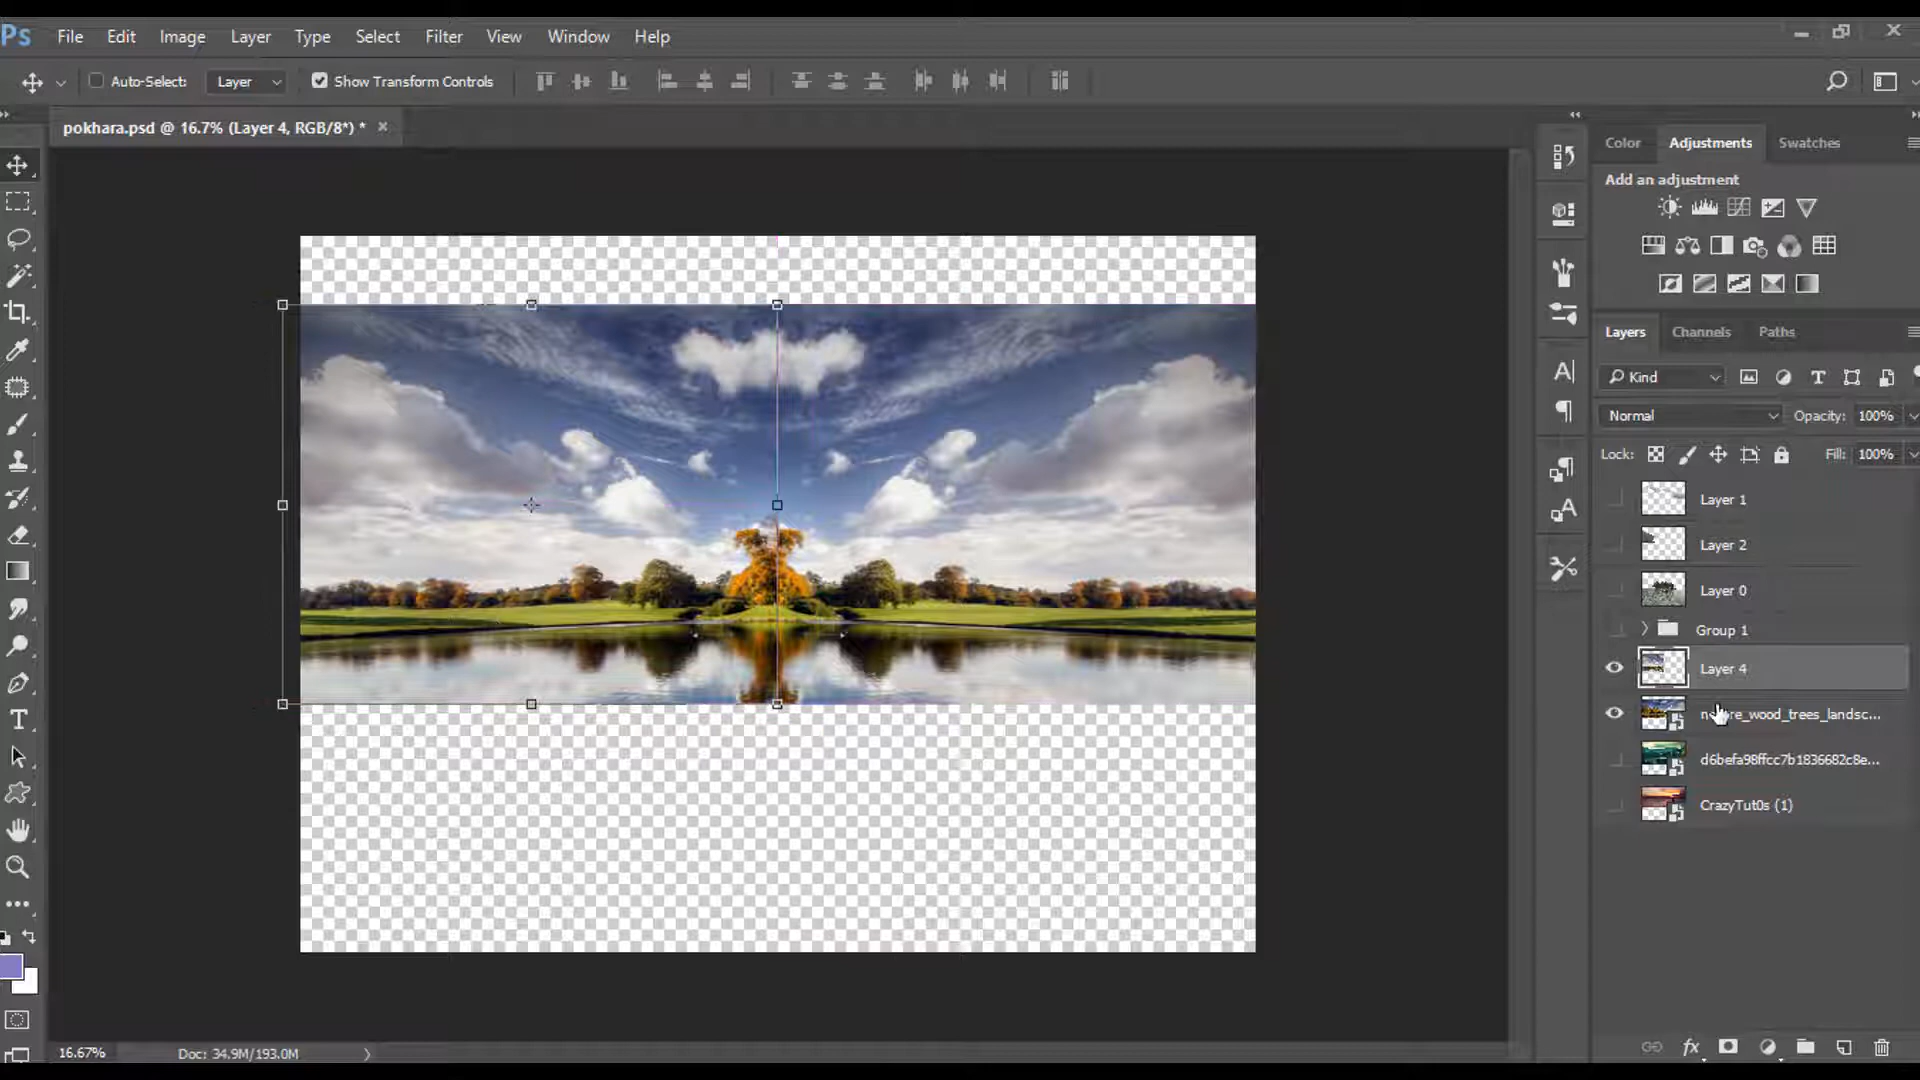 Ps File Edit Image Layer Type Select Filter View Window Help
Auto-Select: Layer Show Transform Controls
pokhara.psd @ 16.7% (Layer 4, RGB/8*) *
Color Adjustments Swatches
Add an adjustment
Layers Channels Paths
Kind
Normal Opacity: 100%
Lock: Fill: 100%
Layer 1
Layer 2
Layer 0
Group 1
Layer 4
_wood_trees_landsc...
d6befa98ffcc7b1836682c8e...
CrazyTut0s (1)
16.67% Doc: 34.9M/193.0M